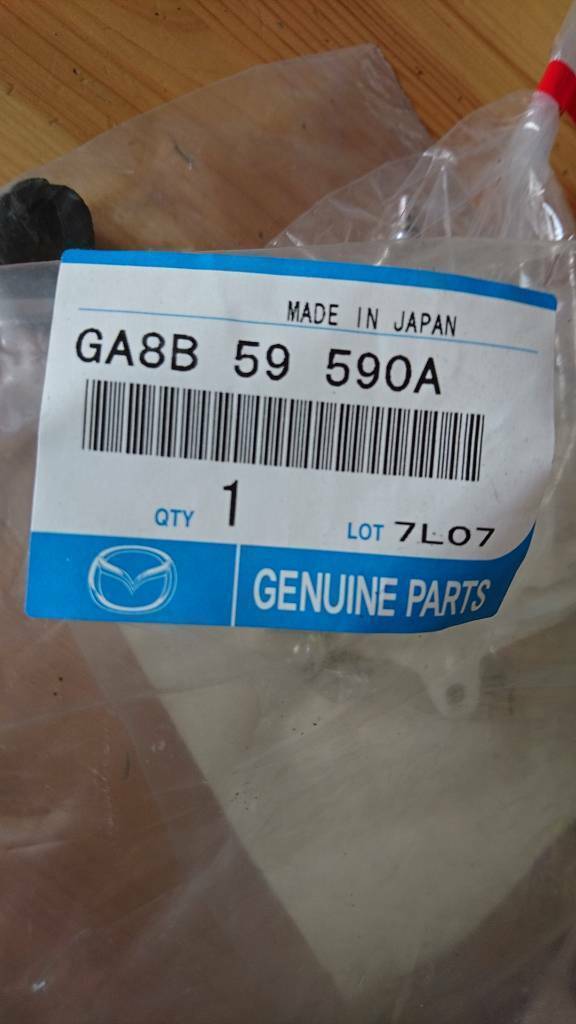 MADE IN JAPAN
GA8B 59 590A
QTY 1 LOT 7L07
GENUINE PARTS